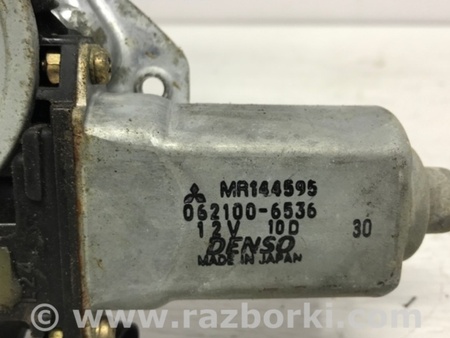 MR144595
062100-6536
12V 10D 30
DENSO
MADE IN JAPAN
www.razborki.com